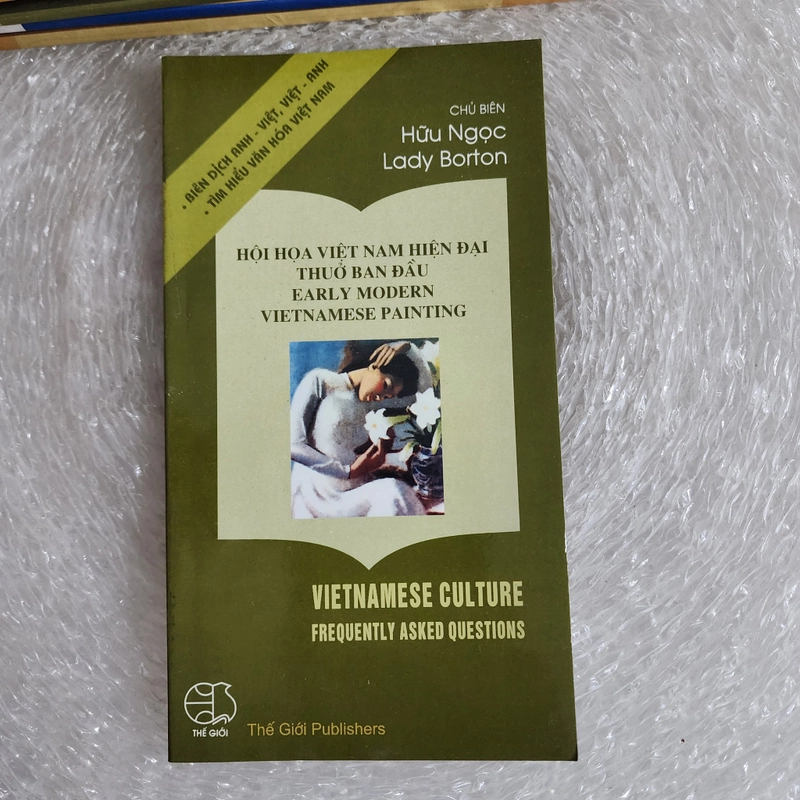 • BIÊN DỊCH ANH - VIỆT, VIỆT - ANH
• TÌM HIỂU VĂN HÓA VIỆT NAM
CHỦ BIÊN
Hữu Ngọc
Lady Borton
HỘI HỌA VIỆT NAM HIỆN ĐẠI
THUỞ BAN ĐẦU
EARLY MODERN
VIETNAMESE PAINTING
VIETNAMESE CULTURE
FREQUENTLY ASKED QUESTIONS
THẾ GIỚI
Thế Giới Publishers